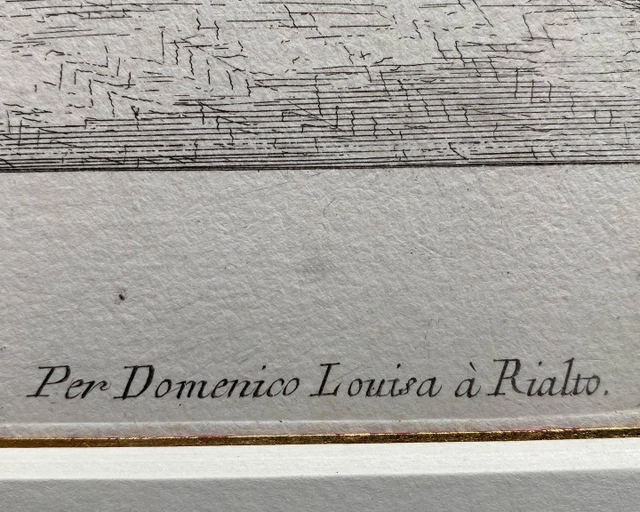 Per Domenico Louisa à Rialto.